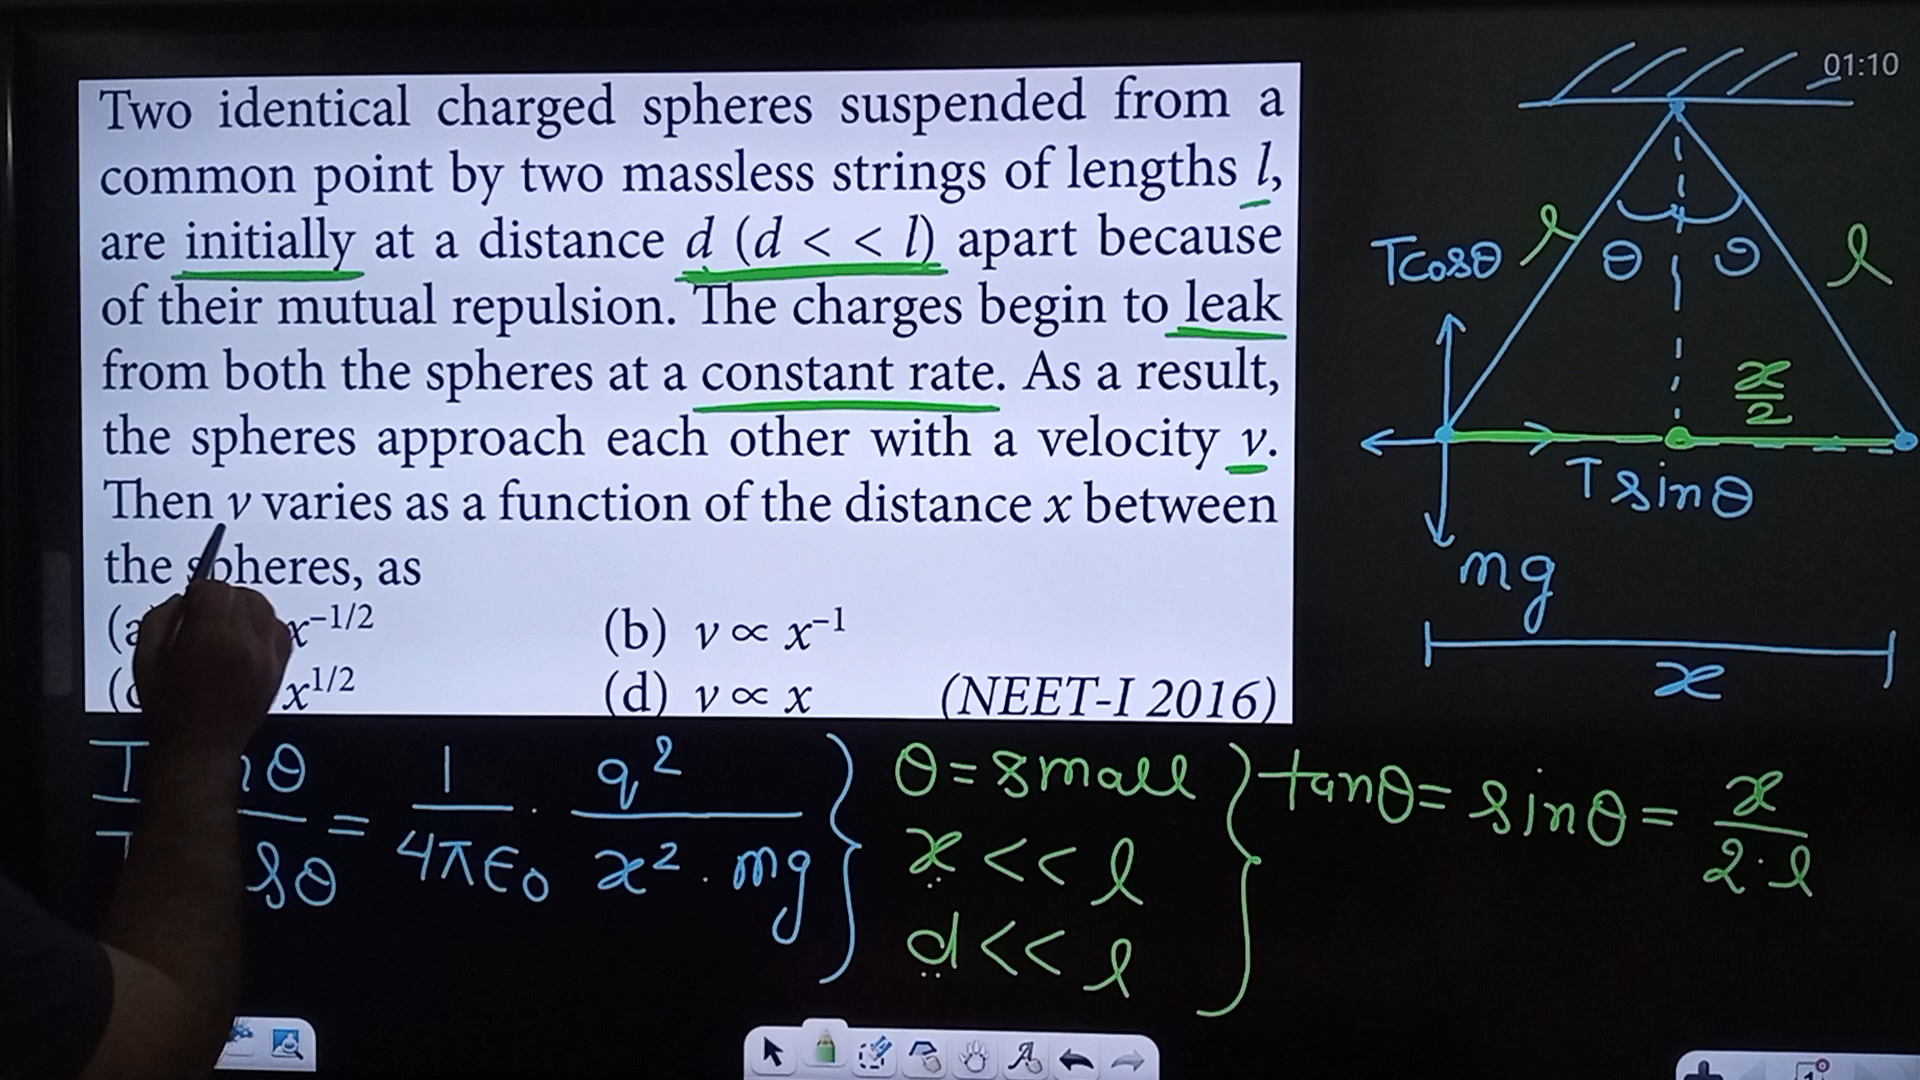 01:10
Two identical charged spheres suspended from a
common point by two massless strings of lengths l,
are initially at a distance d (d < < l) apart because
of their mutual repulsion. The charges begin to leak
from both the spheres at a constant rate. As a result,
the spheres approach each other with a velocity v.
Then v varies as a function of the distance x between
the spheres, as
x⁻¹/² (b) v ∝ x⁻¹
x¹/² (d) v ∝ x (NEET-I 2016)
Tcosθ l θ θ l
x/2
T sinθ
mg
x
θ / θ = 1/4πε₀ · q²/x² · mg
θ = small
x << l
d << l
tanθ = sinθ = x/2·l